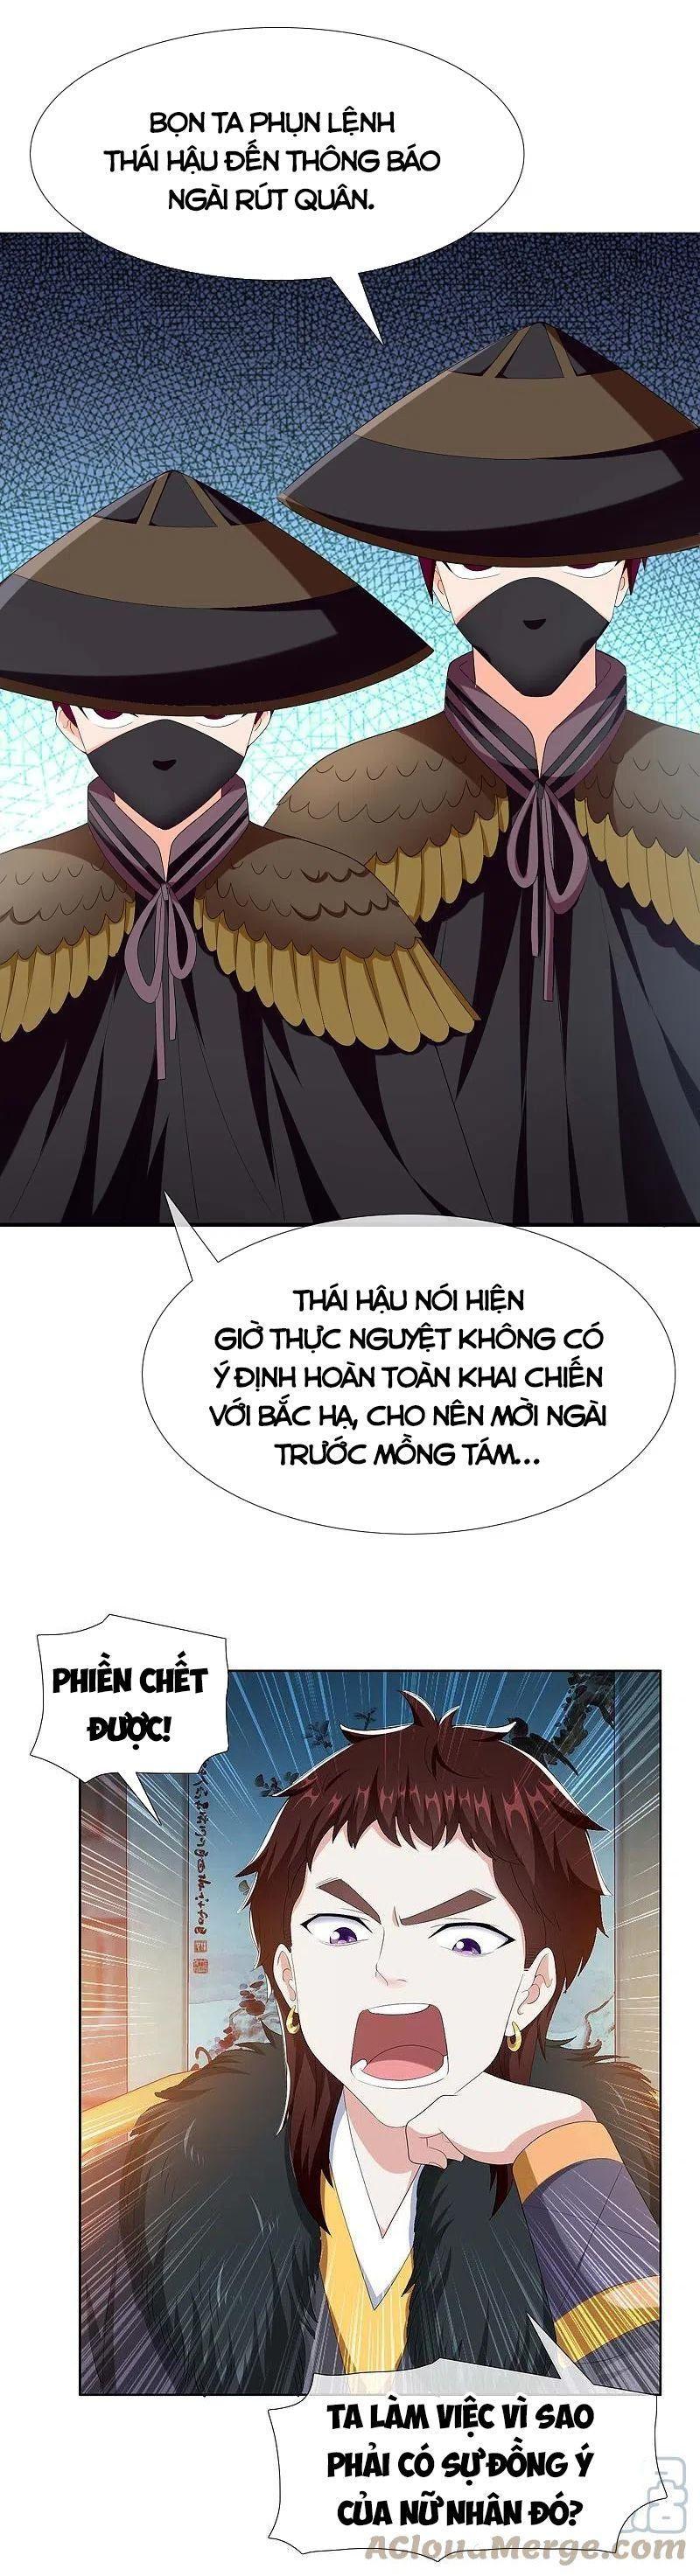 BỌN TA PHỤN LỆNH
THÁI HẬU ĐẾN THÔNG BÁO
NGÀI RÚT QUÂN.
THÁI HẬU NÓI HIỆN
GIỜ THỰC NGUYỆT KHÔNG CÓ
Ý ĐỊNH HOÀN TOÀN KHAI CHIẾN
VỚI BẮC HẠ, CHO NÊN MỜI NGÀI
TRƯỚC MỒNG TÁM...
PHIỀN CHẾT
ĐƯỢC!
TA LÀM VIỆC VÌ SAO
PHẢI CÓ SỰ ĐỒNG Ý
CỦA NỮ NHÂN ĐÓ?
ACloudMerge.com